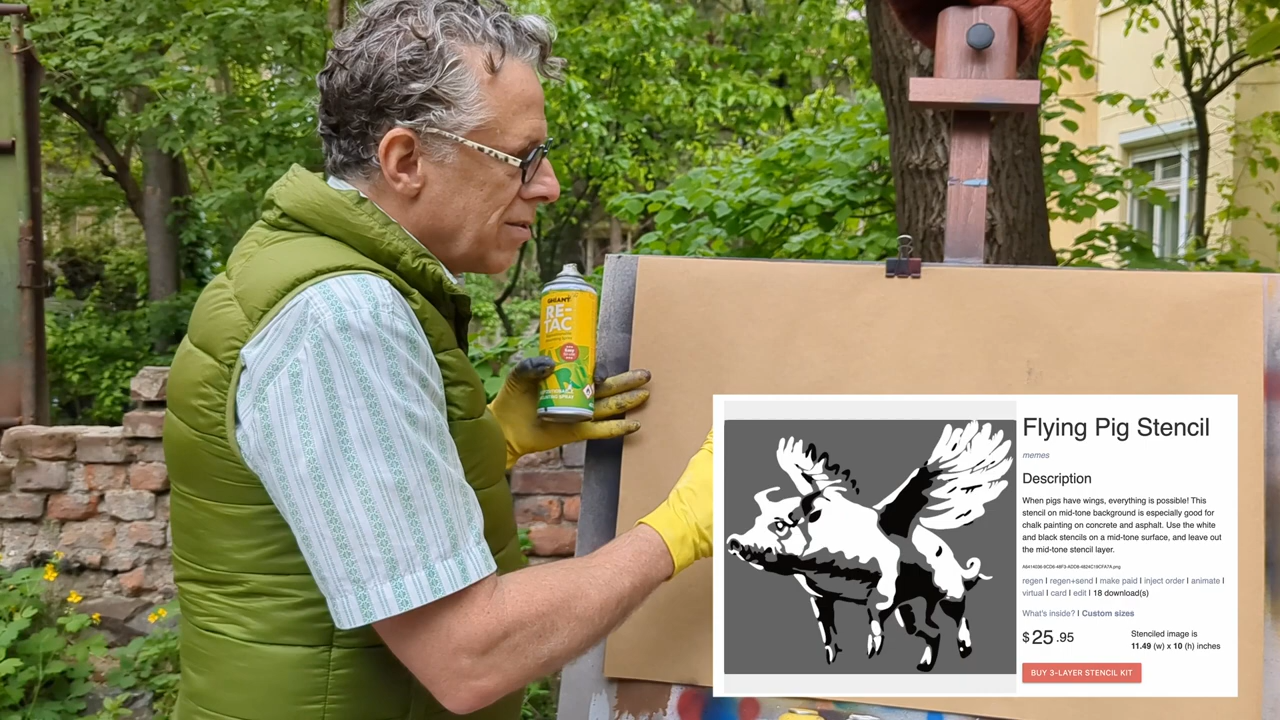 GHIANT
RE-
TAC
MOUNTING SPRAY
Flying Pig Stencil
memes
Description
When pigs have wings, everything is possible! This
stencil on mid-tone background is especially good for
chalk painting on concrete and asphalt. Use the white
and black stencils on a mid-tone surface, and leave out
the mid-tone stencil layer.
regen | regen+send | make paid | inject order | animate |
virtual | card | edit | 18 download(s)
What's inside? | Custom sizes
$ 25 .95
Stenciled image is
11.49 (w) x 10 (h) inches
BUY 3-LAYER STENCIL KIT